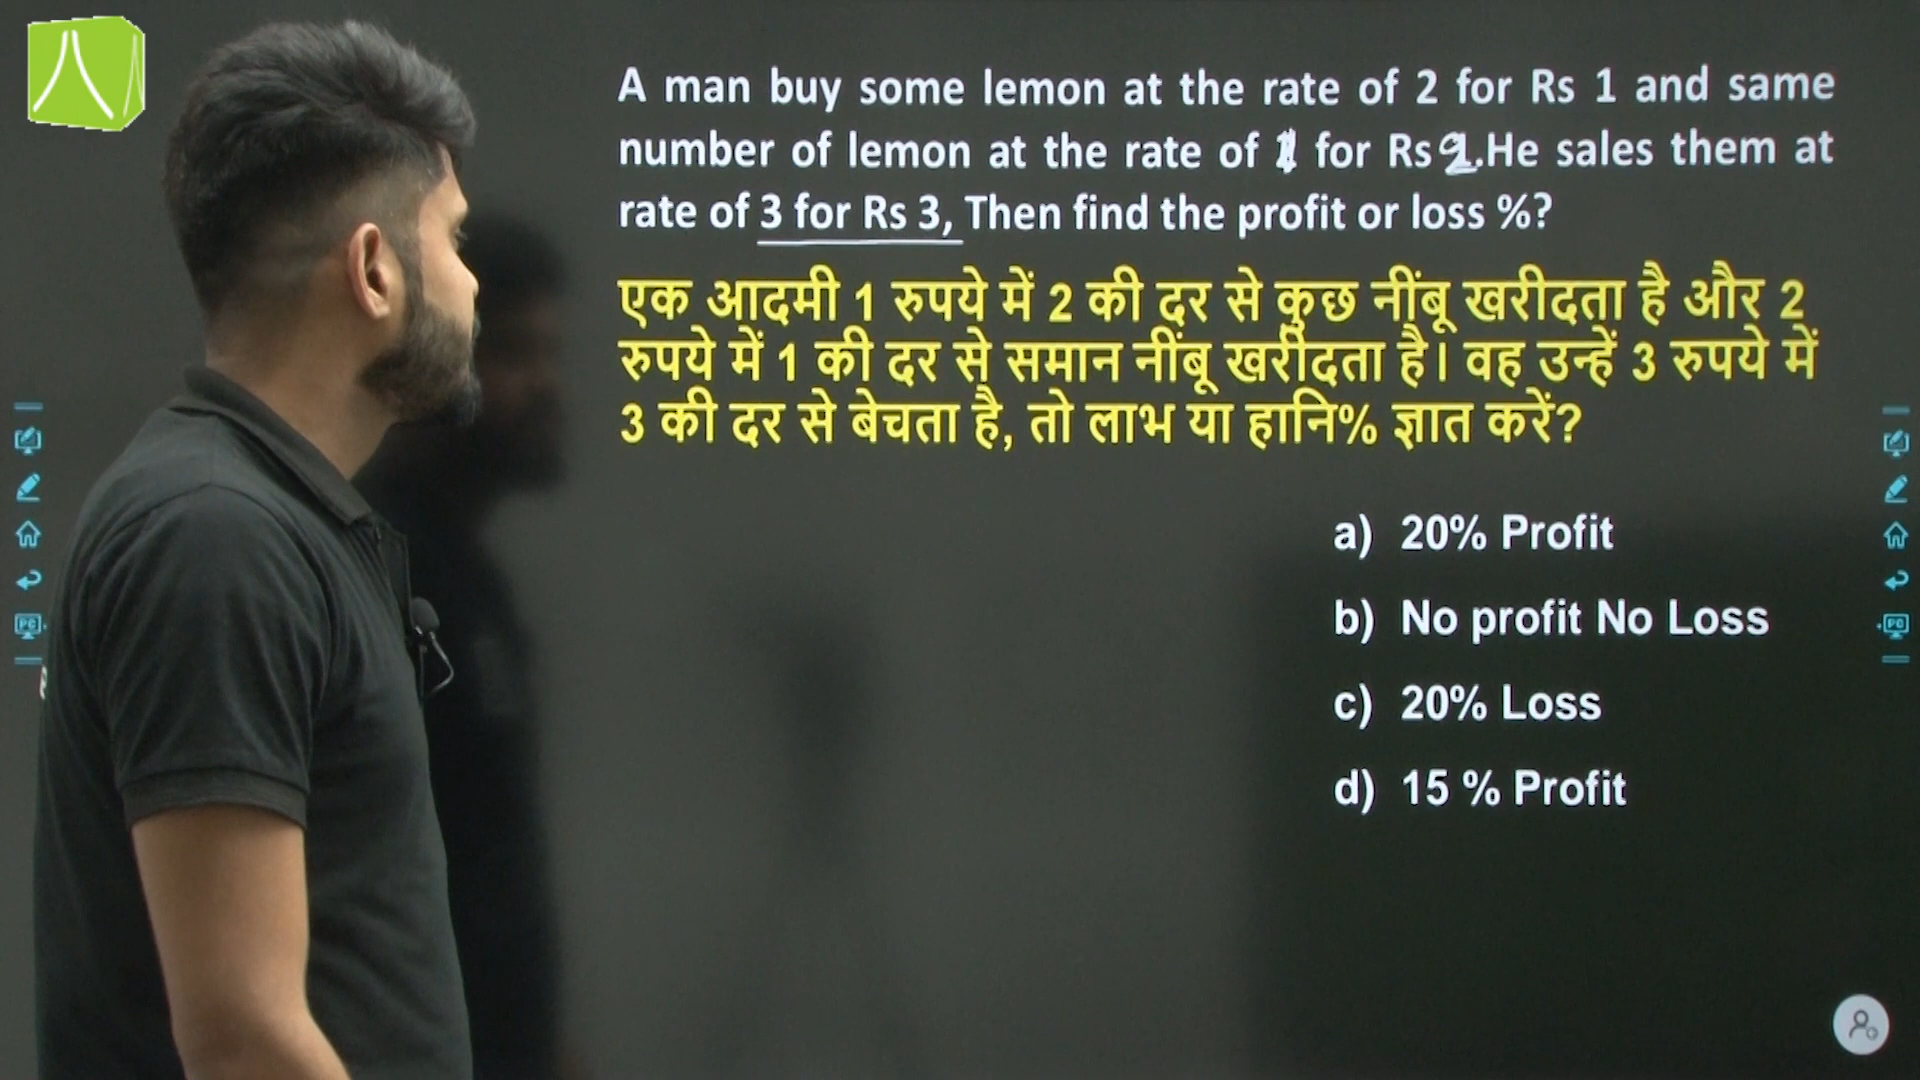 A man buy some lemon at the rate of 2 for Rs 1 and same
number of lemon at the rate of 1 for Rs 2.He sales them at
rate of 3 for Rs 3, Then find the profit or loss %?
एक आदमी 1 रुपये में 2 की दर से कुछ नींबू खरीदता है और 2
रुपये में 1 की दर से समान नींबू खरीदता है। वह उन्हें 3 रुपये में
3 की दर से बेचता है, तो लाभ या हानि% ज्ञात करें?
a) 20% Profit
b) No profit No Loss
c) 20% Loss
d) 15 % Profit
PC
PC